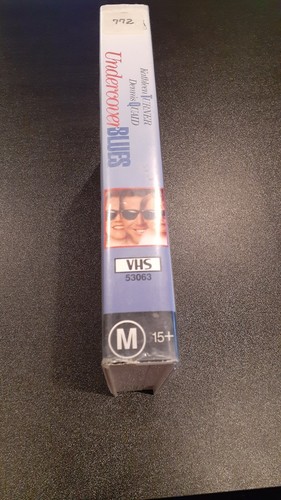 772
Kathleen TURNER
Dennis QUAID
Undercover BLUES
VHS
53063
M 15+